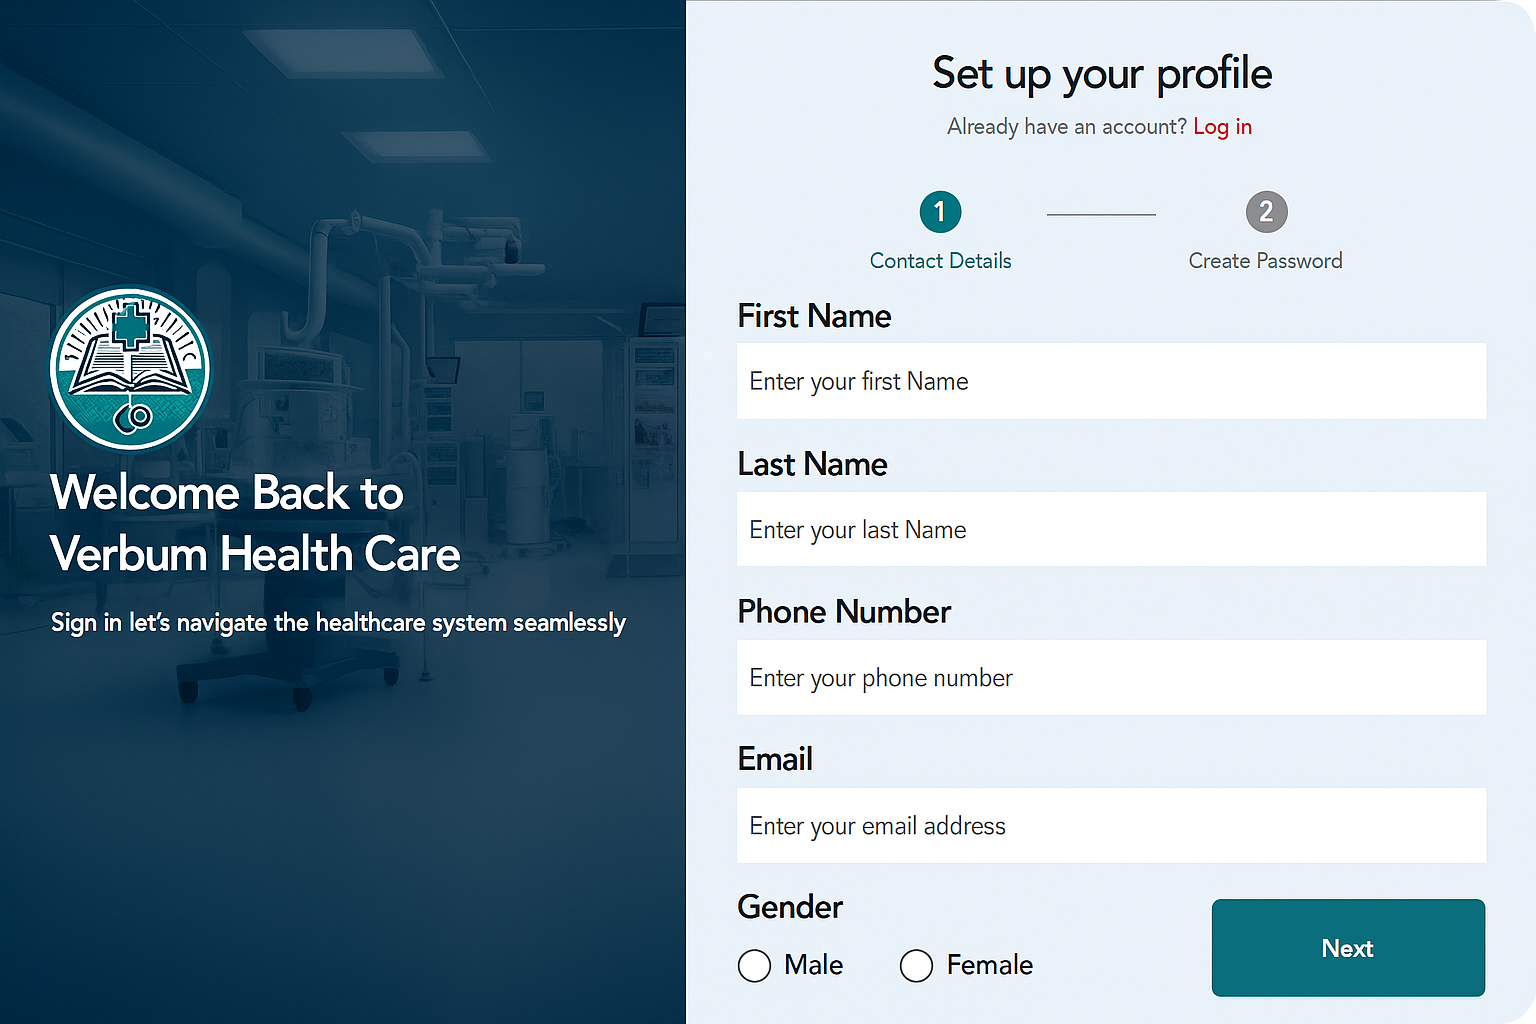 Welcome Back to
Verbum Health Care
Sign in let's navigate the healthcare system seamlessly
Set up your profile
Already have an account? Log in
1
2
Contact Details
Create Password
First Name
Enter your first Name
Last Name
Enter your last Name
Phone Number
Enter your phone number
Email
Enter your email address
Gender
Male
Female
Next